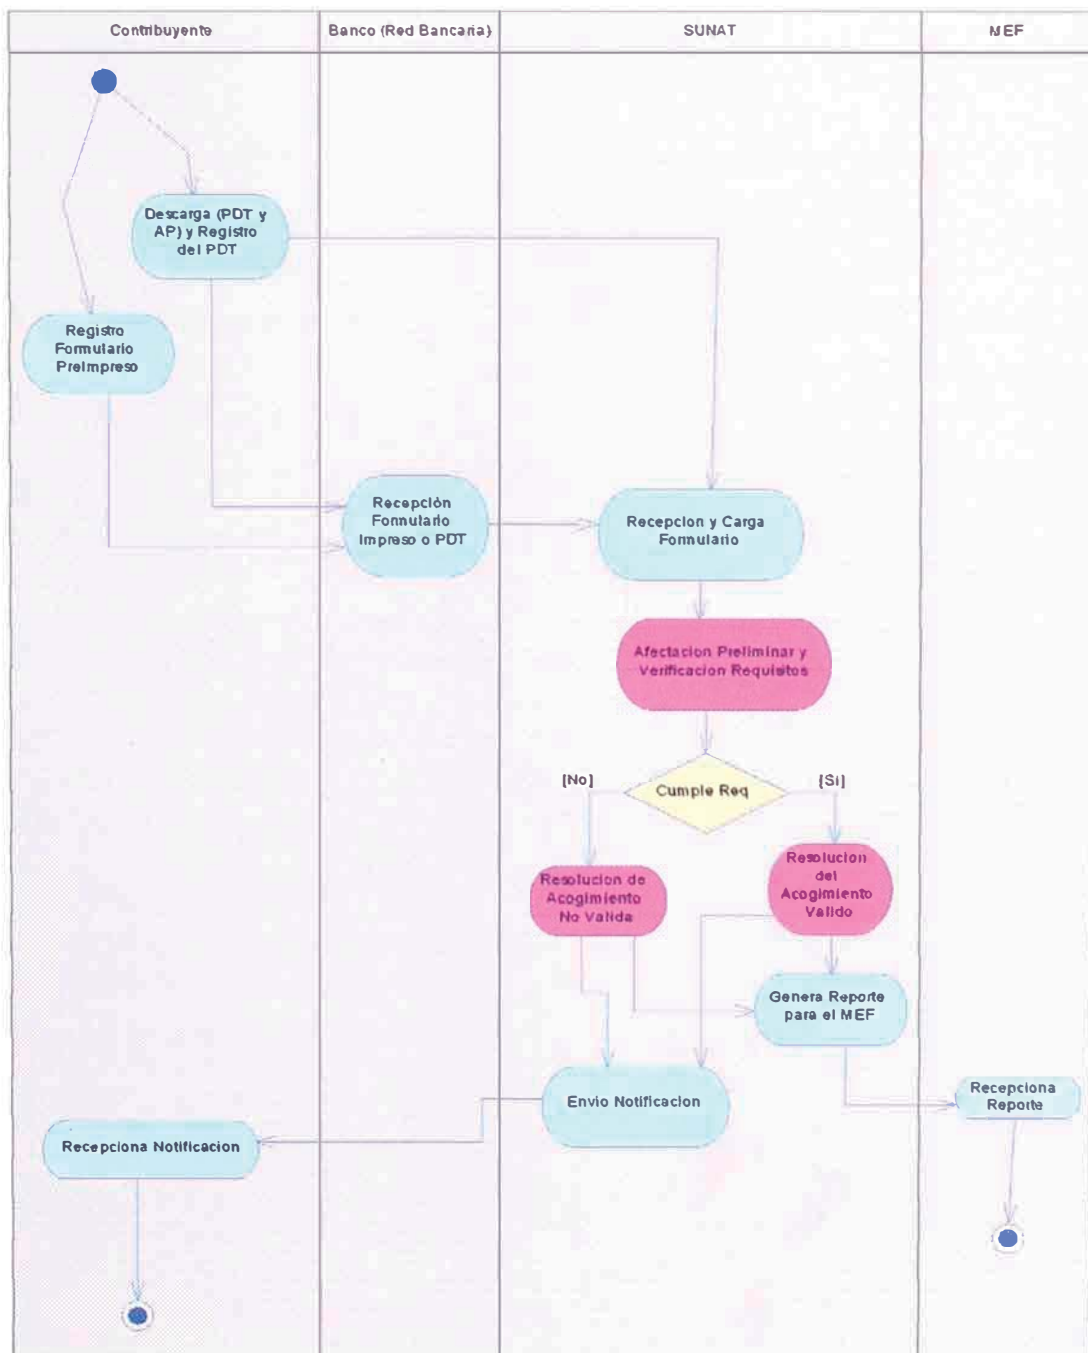 Contribuyente
Banco (Red Bancaria)
SUNAT
MEF
Descarga (PDT y
AP) y Registro
del PDT
Registro
Formulario
PreImpreso
Recepción
Formulario
Impreso o PDT
Recepcion y Carga
Formulario
Afectacion Preliminar y
Verificacion Requisitos
[No]
Cumple Req
[Si]
Resolucion de
Acogimiento
No Valida
Resolucion
del
Acogimiento
Valido
Genera Reporte
para el MEF
Envio Notificacion
Recepciona
Reporte
Recepciona Notificacion